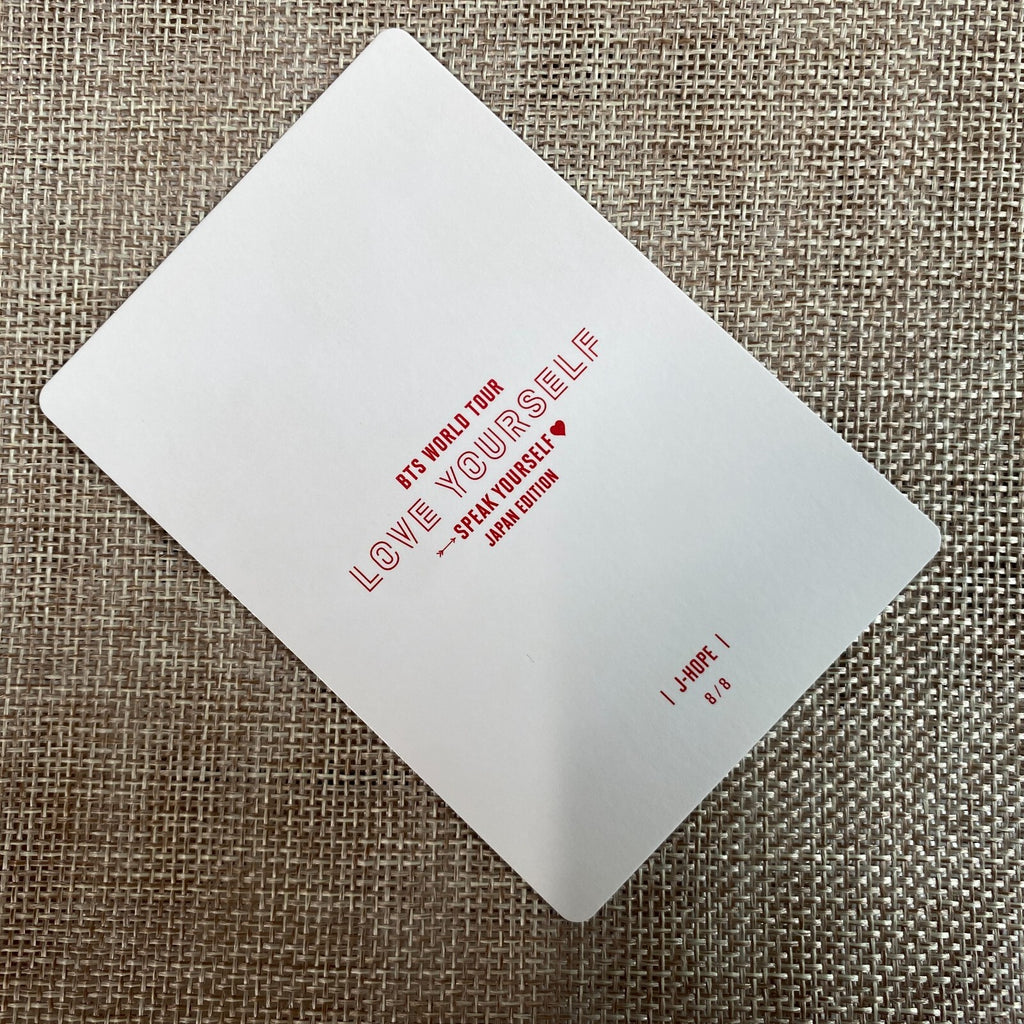 BTS WORLD TOUR
LOVE YOURSELF
SPEAK YOURSELF
JAPAN EDITION
| J-HOPE |
8/8